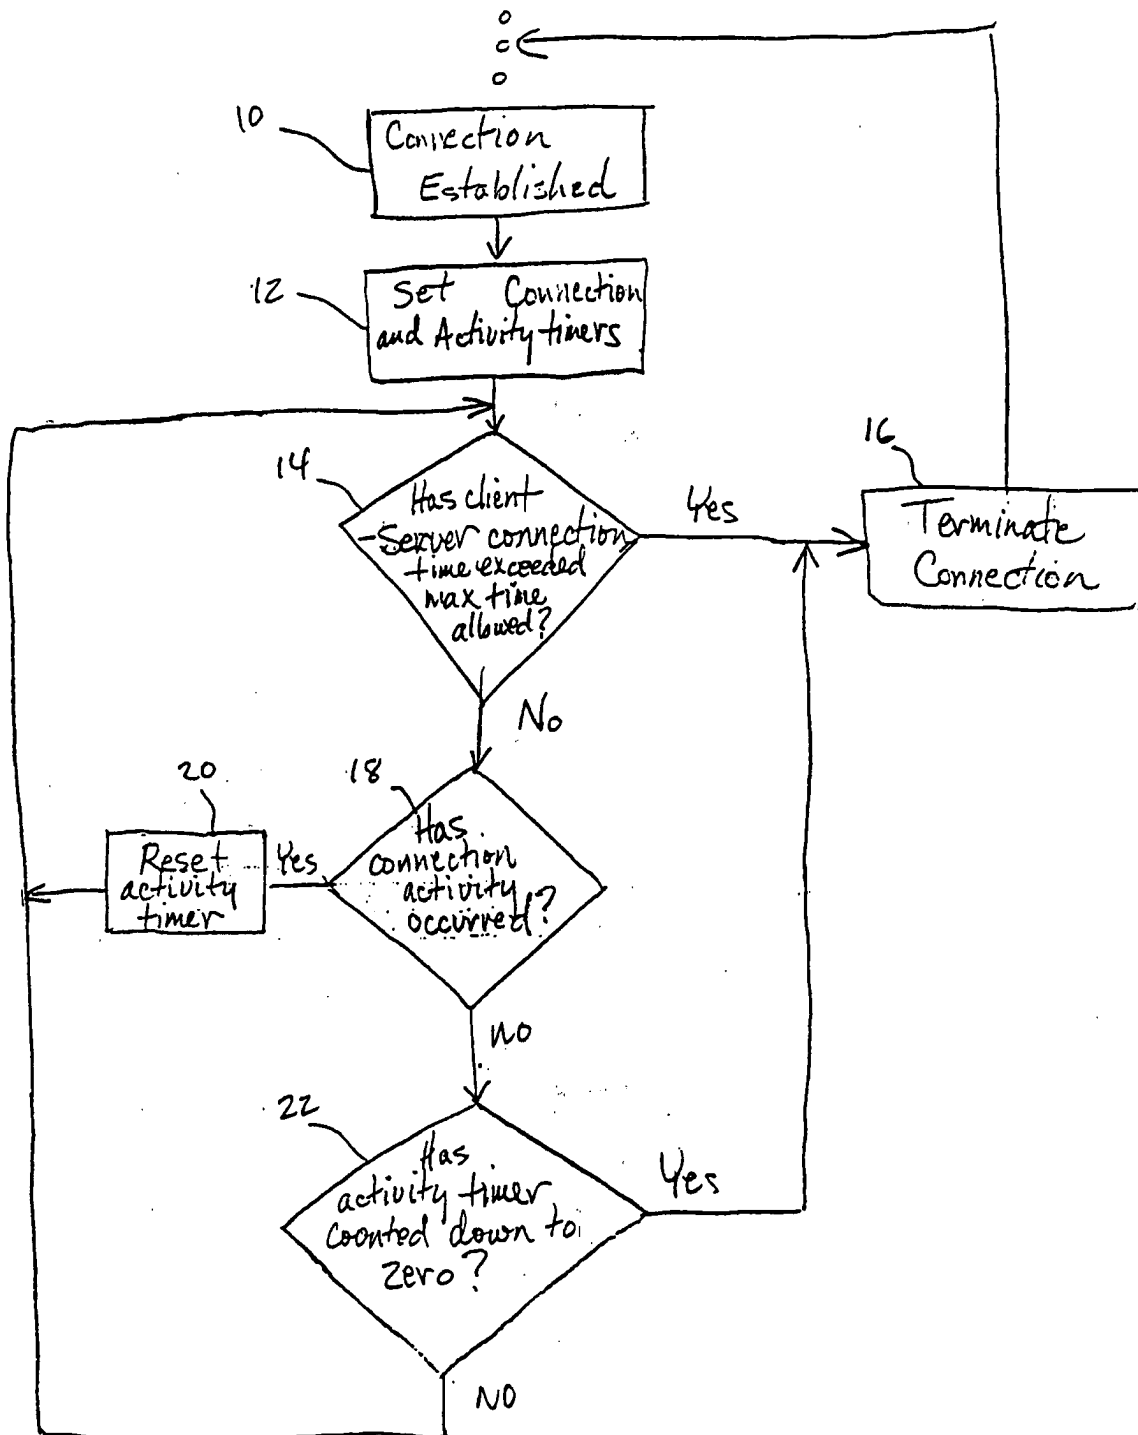 10
Connection
Established
12
Set Connection
and Activity timers
14
Has client
-Server connection
time exceeded
max time
allowed?
Yes
16
Terminate
Connection
No
18
Has
connection
activity
occurred?
Yes
20
Reset
activity
timer
no
22
Has
activity timer
counted down to
zero?
Yes
NO